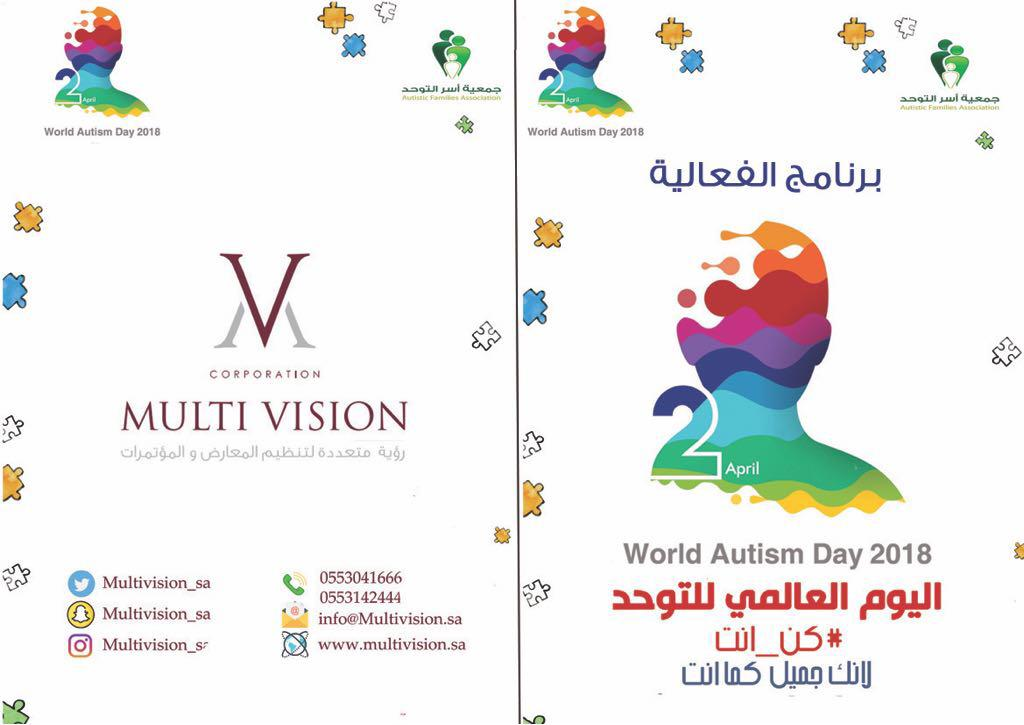 2
April
World Autism Day 2018
جمعية أسر التوحد
Autistic Families Association
VM
CORPORATION
MULTI VISION
رؤية متعددة لتنظيم المعارض و المؤتمرات
Multivision_sa
Multivision_sa
Multivision_sa
0553041666
0553142444
info@Multivision.sa
www.multivision.sa
2
April
World Autism Day 2018
جمعية أسر التوحد
Autistic Families Association
برنامج الفعالية
2
April
World Autism Day 2018
اليوم العالمي للتوحد
#كن_انت
لانك جميل كما انت